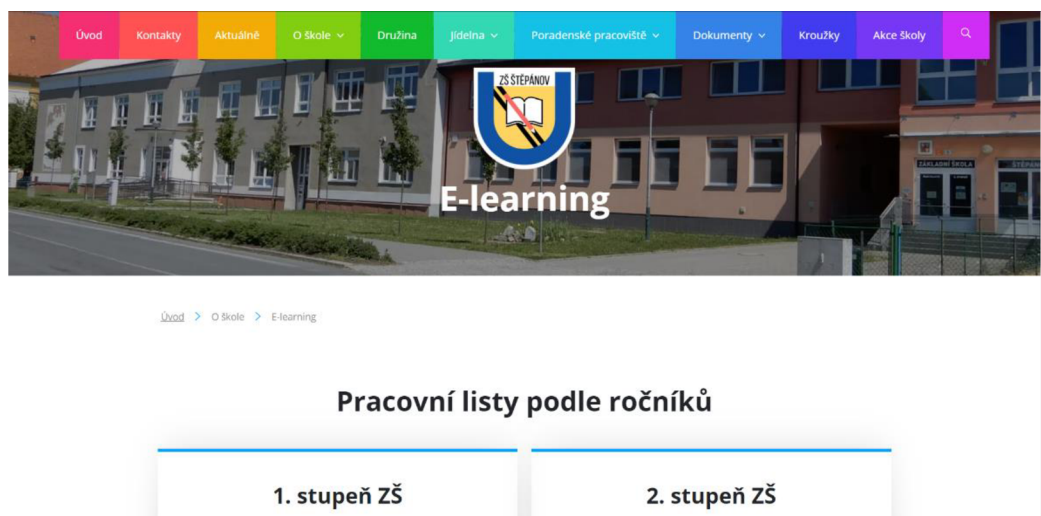 Úvod Kontakty Aktuálně O škole Družina Jídelna Poradenské pracoviště Dokumenty Kroužky Akce školy
ZŠ ŠTĚPÁNOV
ZÁKLADNÍ ŠKOLA
E-learning
Úvod > O škole > E-learning
Pracovní listy podle ročníků
1. stupeň ZŠ
2. stupeň ZŠ